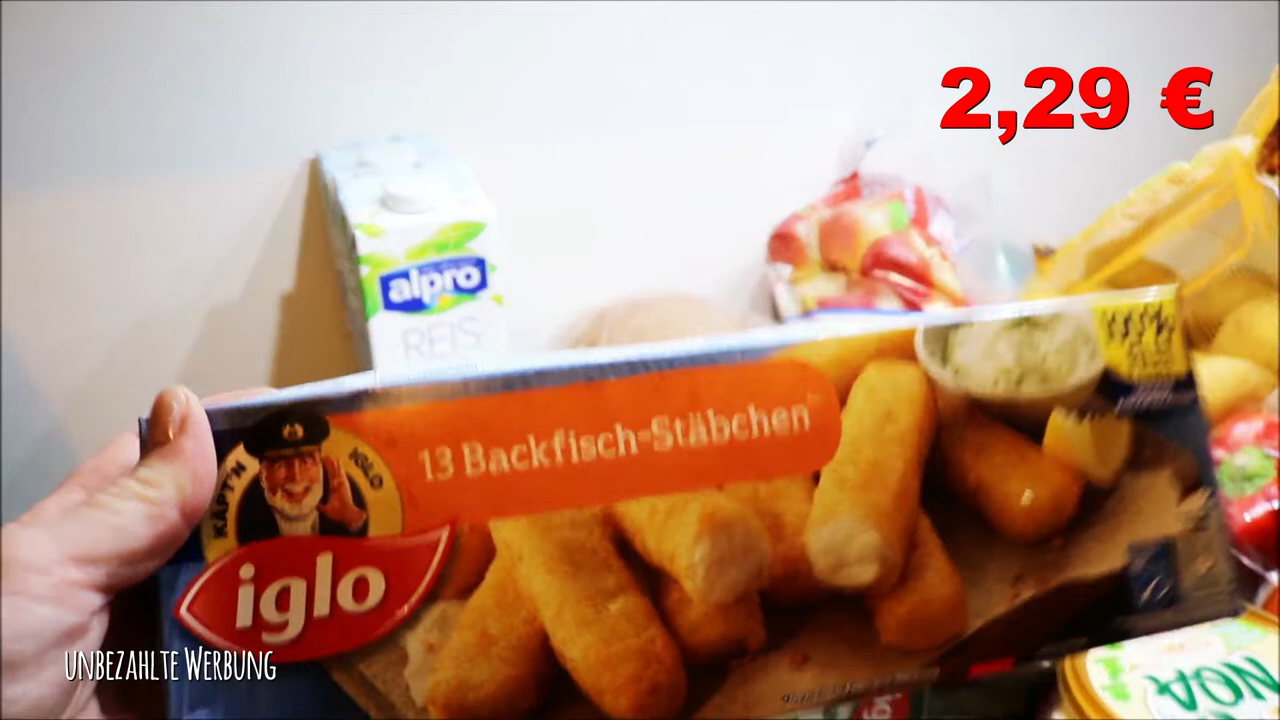 2,29 €
alpro
REIS
13 Backfisch-Stäbchen
KÄPT'N IGLO
iglo
UNBEZAHLTE WERBUNG